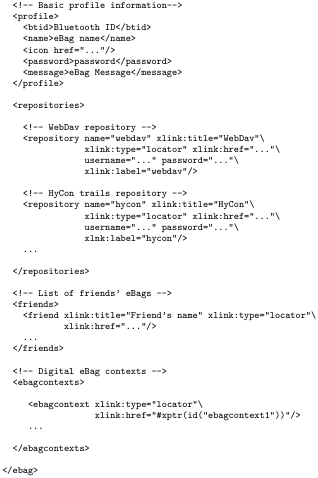 <!-- Basic profile information-->
<profile>
<btid>Bluetooth ID</btid>
<name>eBag name</name>
<icon href="..."/>
<password>password</password>
<message>eBag Message</message>
</profile>
<repositories>
<!-- WebDav repository -->
<repository name="webdav" xlink:title="WebDav"\
xlink:type="locator" xlink:href="..."\
username="..." password="..."\
xlink:label="webdav"/>
<!-- HyCon trails repository -->
<repository name="hycon" xlink:title="HyCon"\
xlink:type="locator" xlink:href="..."\
username="..." password="..."\
xlnk:label="hycon"/>
...
</repositories>
<!-- List of friends' eBags -->
<friends>
<friend xlink:title="Friend's name" xlink:type="locator"\
xlink:href="..."/>
...
</friends>
<!-- Digital eBag contexts -->
<ebagcontexts>
<ebagcontext xlink:type="locator"\
xlink:href="#xptr(id("ebagcontext1"))"/>
...
</ebagcontexts>
</ebag>